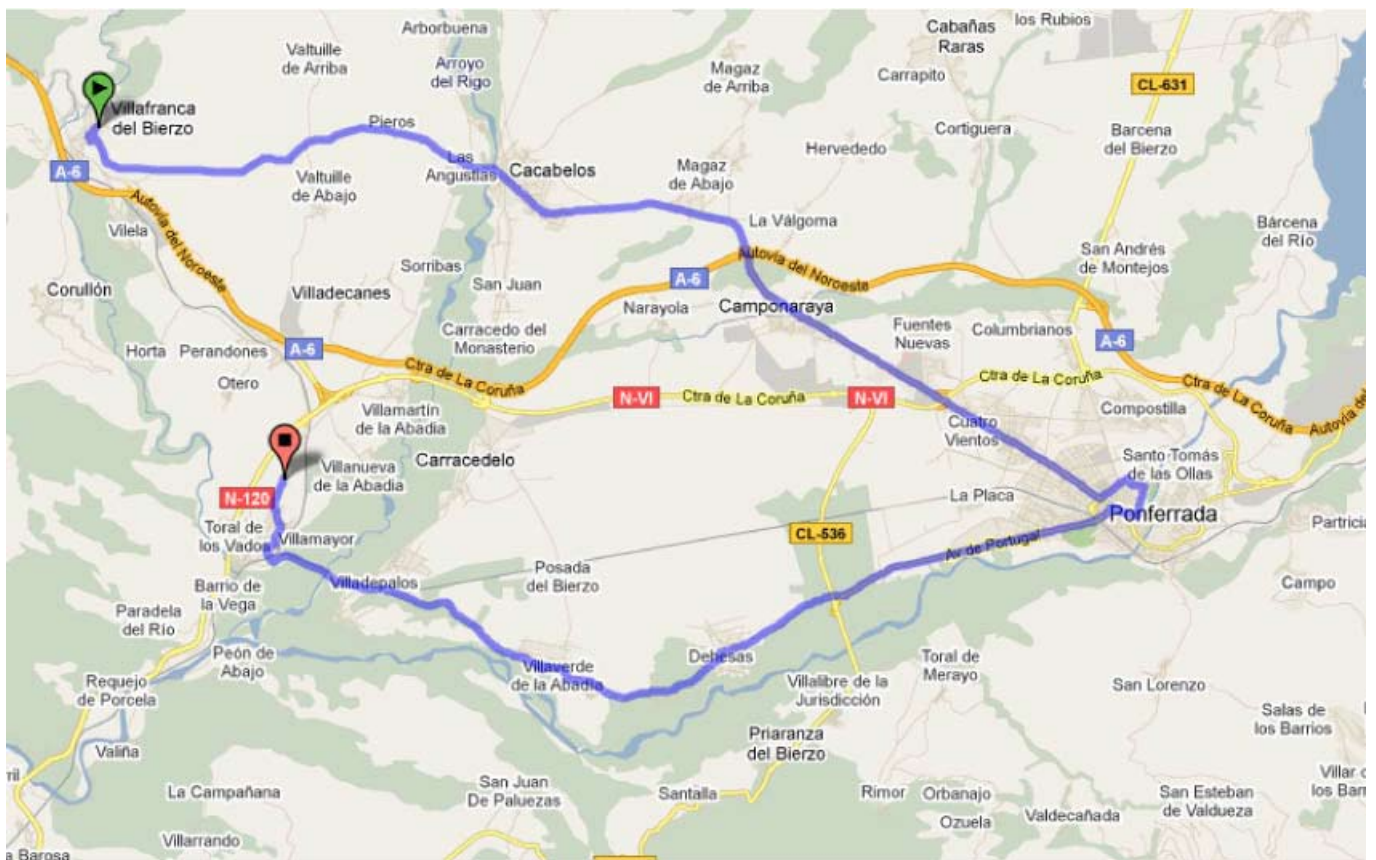 Arborbuena
Cabañas
Raras
los Rubios
Valtuille
de Arriba
Arroyo
del Rigo
Magaz
de Arriba
Carrapito
CL-631
Villafranca
del Bierzo
Pieros
Cortiguera
Barcena
del Bierzo
Hervededo
A-6
Las
Angustias
Cacabelos
Magaz
de Abajo
Valtuille
de Abajo
La Válgoma
Bárcena
del Río
Autovía del Noroeste
Vilela
San Andrés
de Montejos
Autovía del Noroeste
Sorribas
San Juan
A-6
Corullón
Villadecanes
Narayola
Camponaraya
Carracedo del
Monasterio
Fuentes
Nuevas
Columbrianos
A-6
Horta
Perandones
A-6
Otero
Ctra de La Coruña
Ctra de La Coruña
Ctra de La Coruña
N-VI
Ctra de La Coruña
N-VI
Villamartín
de la Abadía
Compostilla
Autovía del
Cuatro
Vientos
Carracedelo
Santo Tomás
de las Ollas
Villanueva
de la Abadía
N-120
La Placa
Ponferrada
Toral de
los Vados
Villamayor
CL-536
Av de Portugal
Partricia
Villadepalos
Posada
del Bierzo
Barrio de
la Vega
Campo
Paradela
del Río
Peón de
Abajo
Villaverde
de la Abadía
Dehesas
Toral de
Merayo
Requejo
de Porcela
Villalibre de la
Jurisdicción
San Lorenzo
Salas de
los Barrios
Valiña
Priaranza
del Bierzo
ril
La Campañana
San Juan
De Paluezas
Santalla
Rimor
Orbanajo
Ozuela
Valdecañada
San Esteban
de Valdueza
Villar d
los Barr
Villarrando
a Barosa